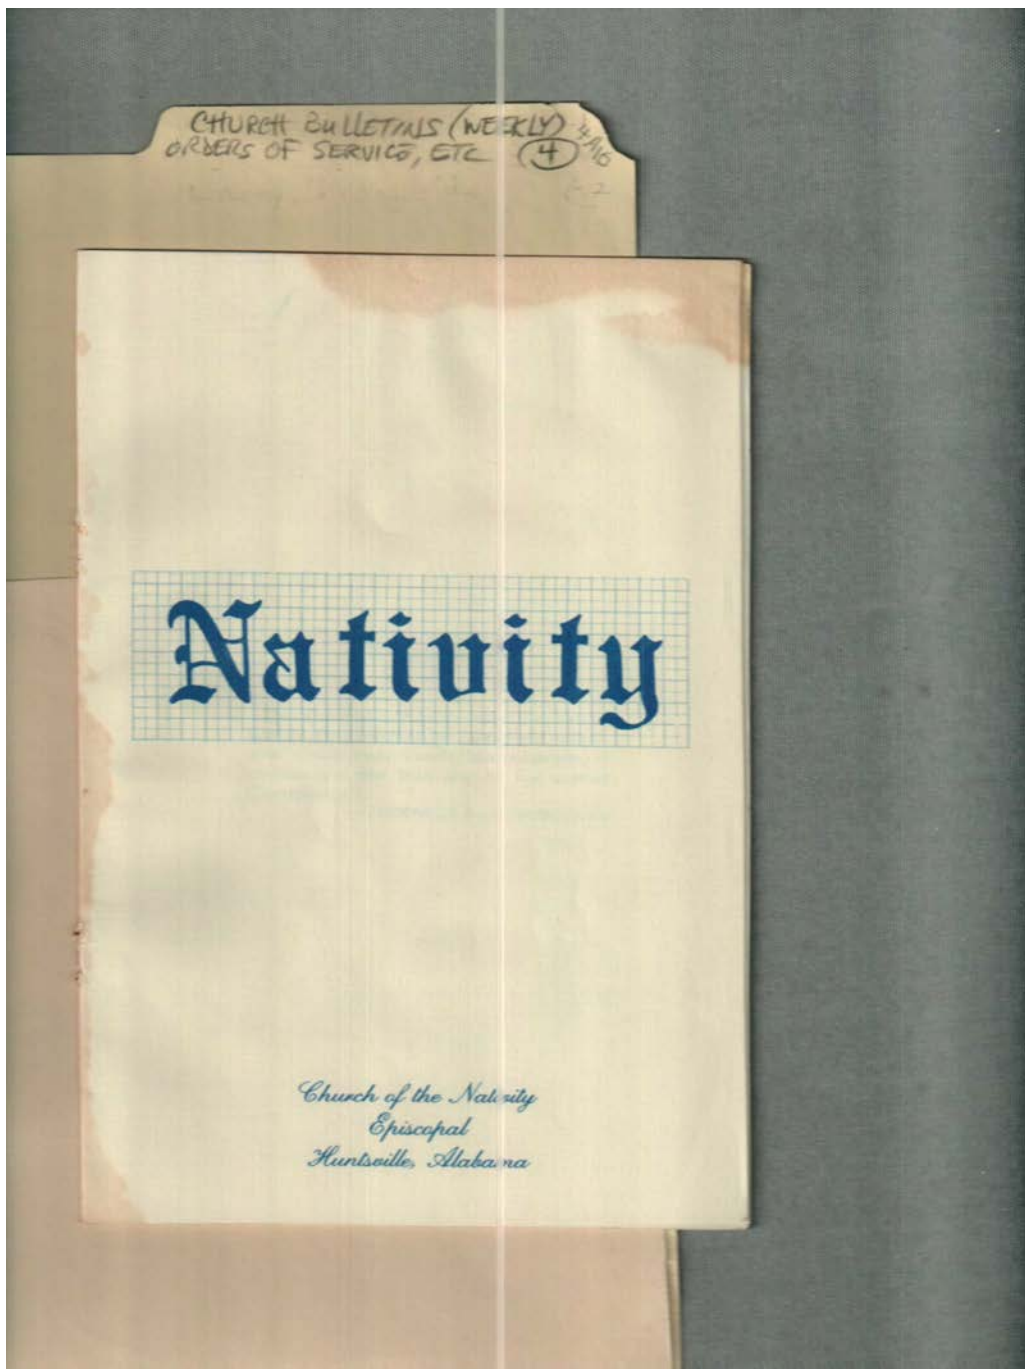 CHURCH BULLETINS (WEEKLY)
ORDERS OF SERVICE, ETC 4
Nativity
Church of the Nativity
Episcopal
Huntsville, Alabama